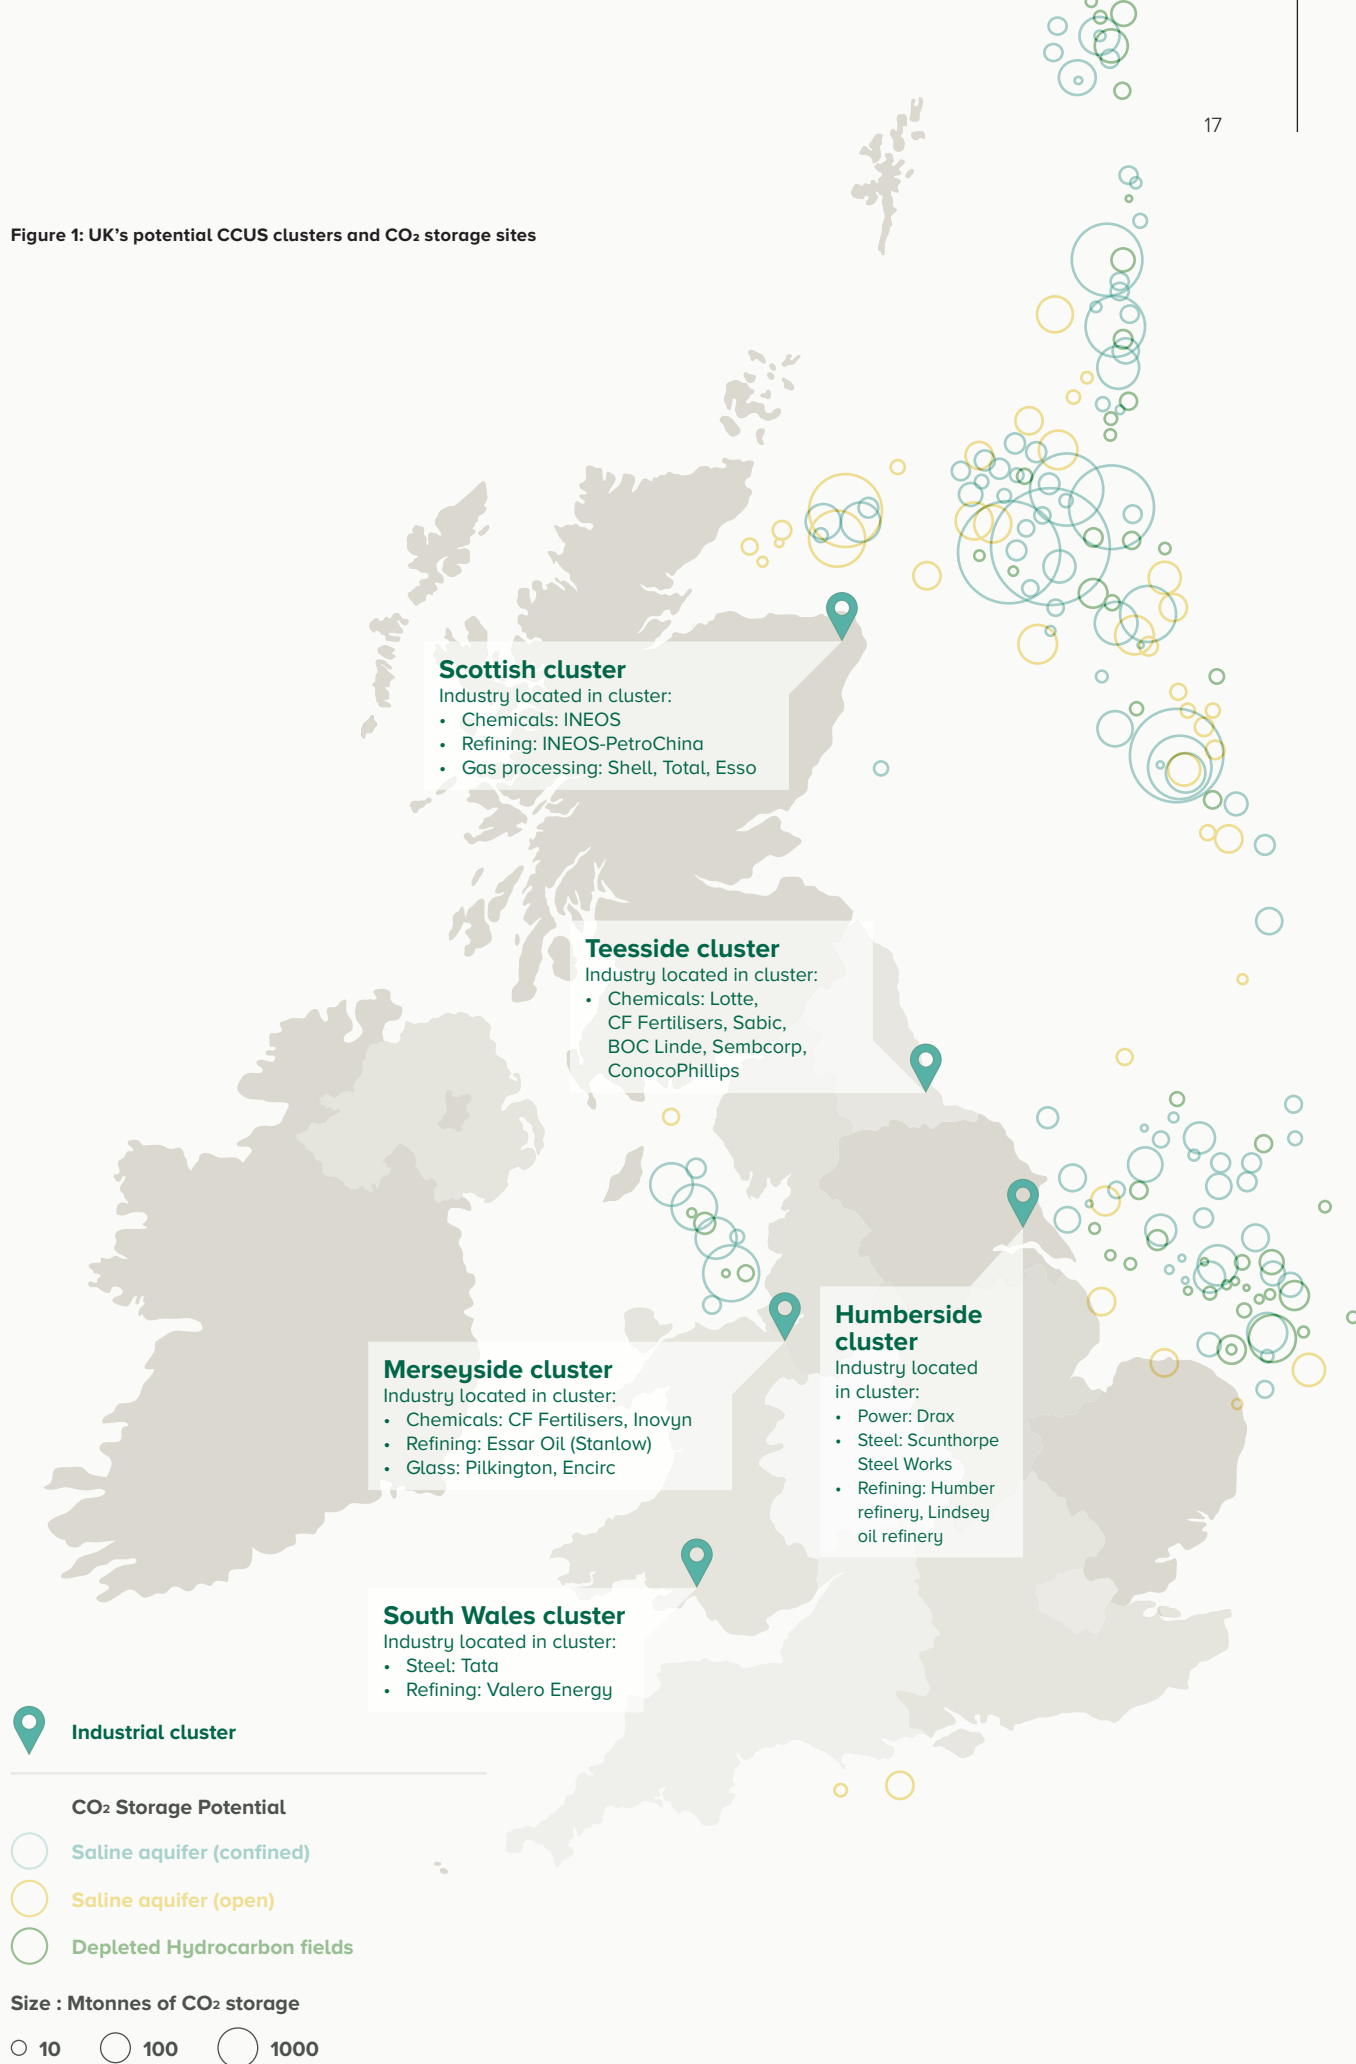 17
Figure 1: UK's potential CCUS clusters and CO₂ storage sites
Scottish cluster
Industry located in cluster:
• Chemicals: INEOS
• Refining: INEOS-PetroChina
• Gas processing: Shell, Total, Esso
Teesside cluster
Industry located in cluster:
• Chemicals: Lotte,
CF Fertilisers, Sabic,
BOC Linde, Sembcorp,
ConocoPhillips
Humberside
cluster
Industry located
in cluster:
• Power: Drax
• Steel: Scunthorpe
Steel Works
• Refining: Humber
refinery, Lindsey
oil refinery
Merseyside cluster
Industry located in cluster:
• Chemicals: CF Fertilisers, Inovyn
• Refining: Essar Oil (Stanlow)
• Glass: Pilkington, Encirc
South Wales cluster
Industry located in cluster:
• Steel: Tata
• Refining: Valero Energy
Industrial cluster
CO₂ Storage Potential
Saline aquifer (confined)
Saline aquifer (open)
Depleted Hydrocarbon fields
Size : Mtonnes of CO₂ storage
10 100 1000